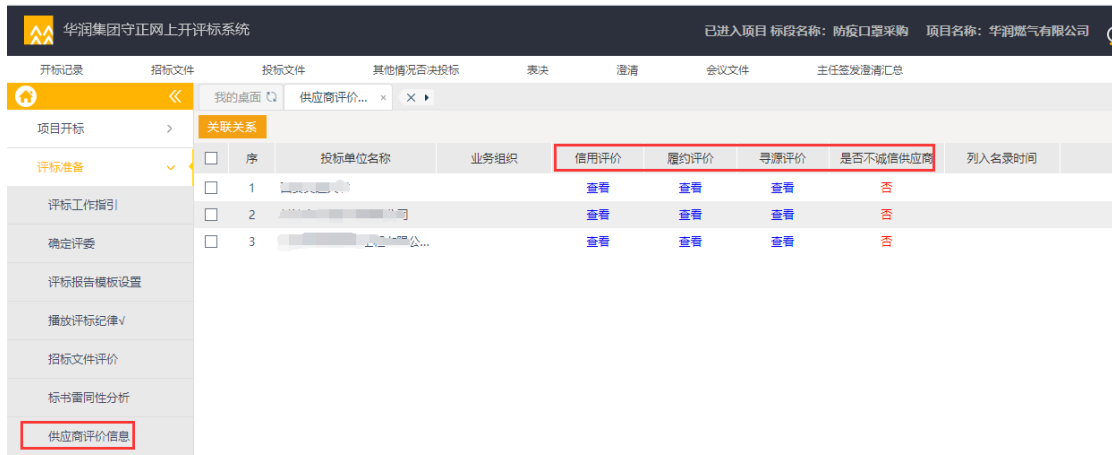 华润集团守正网上开评标系统 已进入项目 标段名称：防疫口罩采购 项目名称：华润燃气有限公司
开标记录 招标文件 投标文件 其他情况否决投标 表决 澄清 会议文件 主任签发澄清汇总
我的桌面 供应商评价...
项目开标
关联关系
评标准备
序 投标单位名称 业务组织 信用评价 履约评价 寻源评价 是否不诚信供应商 列入名录时间
1 查看 查看 查看 否
评标工作指引
2 司 查看 查看 查看 否
确定评委
3 公... 查看 查看 查看 否
评标报告模板设置
播放评标纪律√
招标文件评价
标书雷同性分析
供应商评价信息